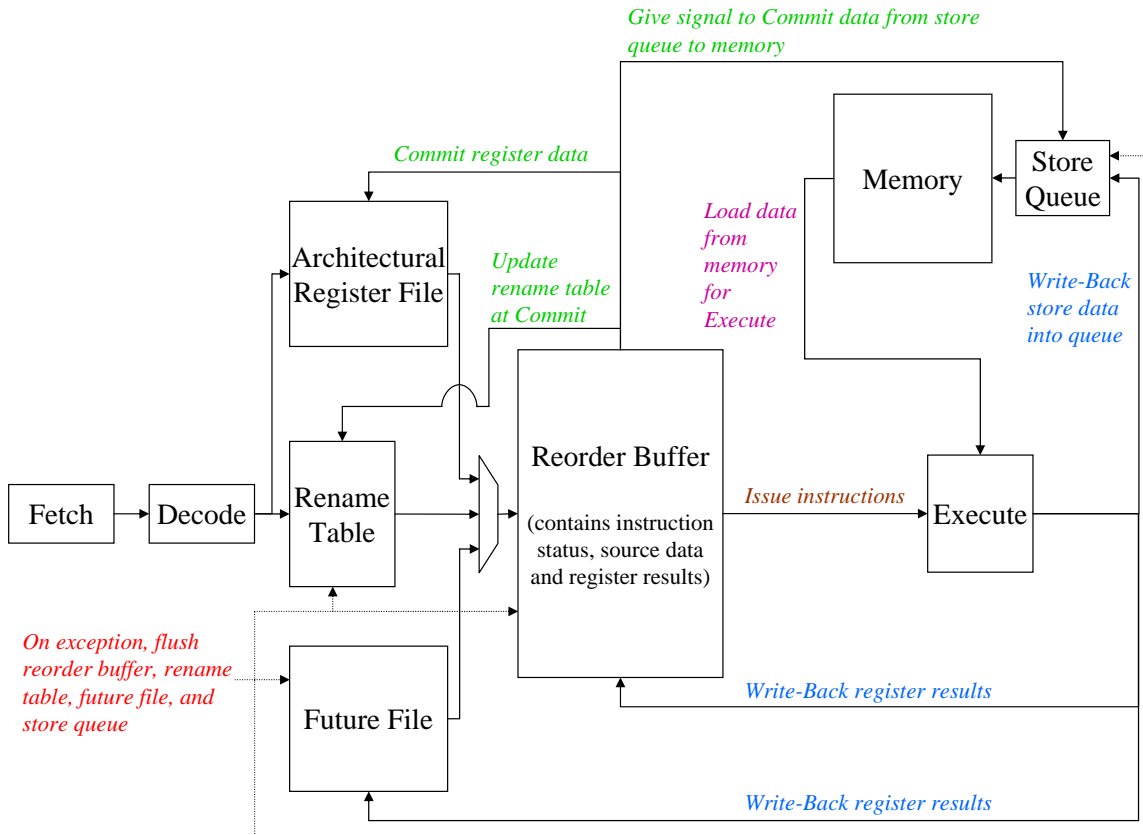 Give signal to Commit data from store
queue to memory
Commit register data
Memory
Store
Queue
Load data
from
memory
for
Execute
Architectural
Register File
Update
rename table
at Commit
Write-Back
store data
into queue
Fetch
Decode
Rename
Table
Reorder Buffer
(contains instruction
status, source data
and register results)
Issue instructions
Execute
On exception, flush
reorder buffer, rename
table, future file, and
store queue
Future File
Write-Back register results
Write-Back register results